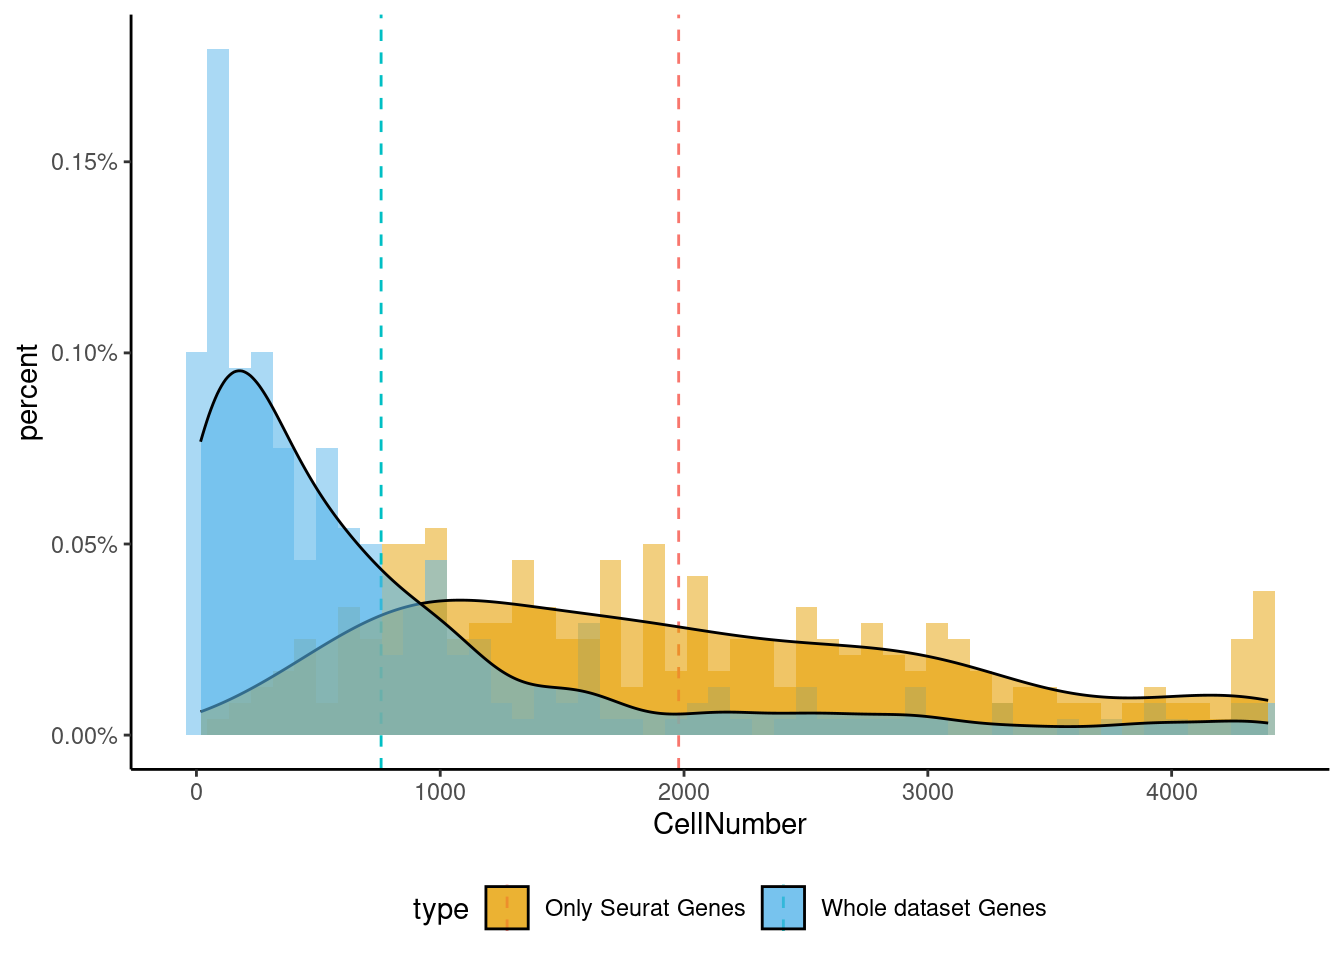 percent
0.15%
0.10%
0.05%
0.00%
0 1000 2000 3000 4000
CellNumber
type Only Seurat Genes Whole dataset Genes